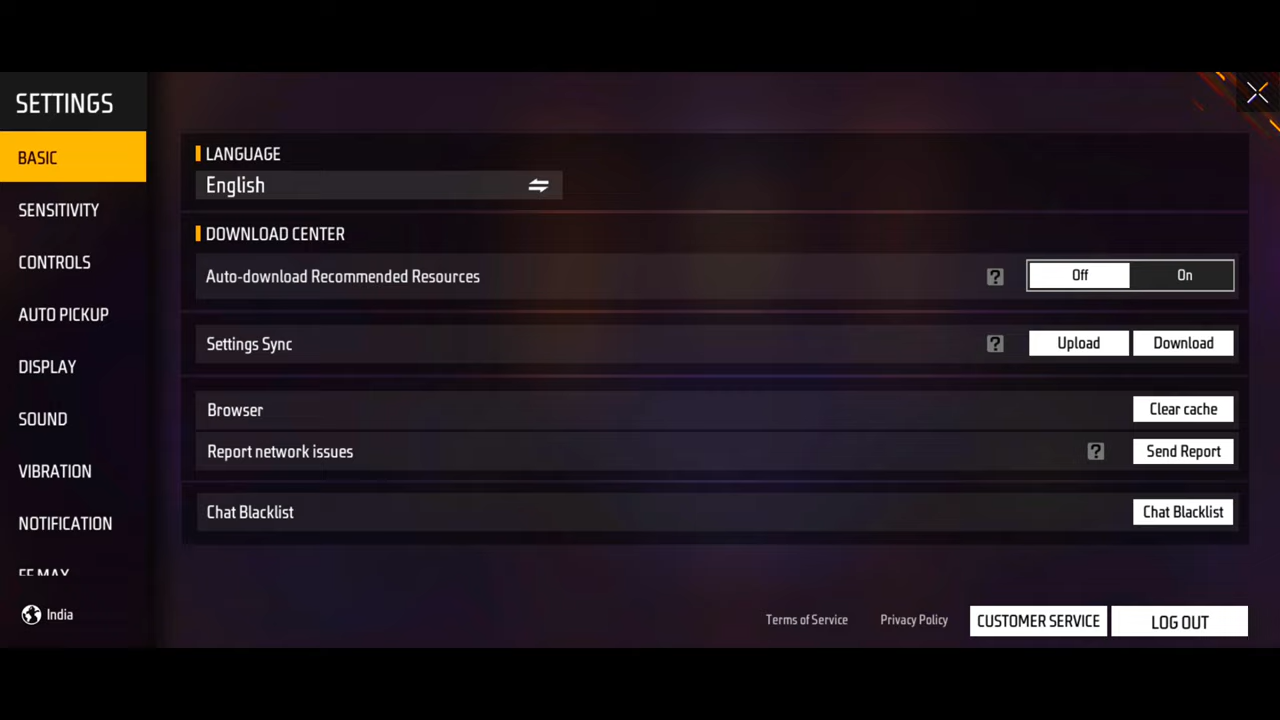 SETTINGS
BASIC
SENSITIVITY
CONTROLS
AUTO PICKUP
DISPLAY
SOUND
VIBRATION
NOTIFICATION
FF MAX
India
LANGUAGE
English
DOWNLOAD CENTER
Auto-download Recommended Resources ? Off On
Settings Sync ? Upload Download
Browser Clear cache
Report network issues ? Send Report
Chat Blacklist Chat Blacklist
Terms of Service Privacy Policy CUSTOMER SERVICE LOG OUT